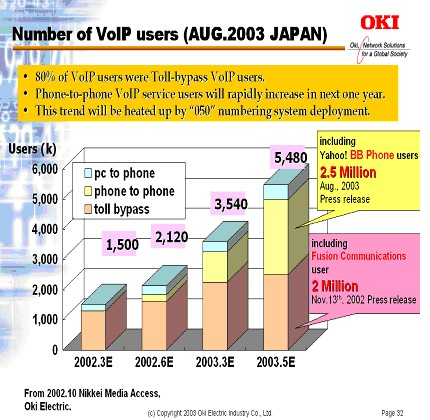 Number of VoIP users (AUG.2003 JAPAN)
OKI
Oki, Network Solutions
for a Global Society
• 80% of VoIP users were Toll-bypass VoIP users.
• Phone-to-phone VoIP service users will rapidly increase in next one year.
• This trend will be heated up by “050” numbering system deployment.
Users (k)
6,000
5,000
4,000
3,000
2,000
1,000
0
pc to phone
phone to phone
toll bypass
1,500
2,120
3,540
5,480
2002.3E
2002.6E
2003.3E
2003.5E
including
Yahoo! BB Phone users
2.5 Million
Aug., 2003
Press release
including
Fusion Communications
user
2 Million
Nov.13th, 2002 Press release
From 2002.10 Nikkei Media Access,
Oki Electric.
(c) Copyright 2003 Oki Electric Industry Co., Ltd.
Page 32